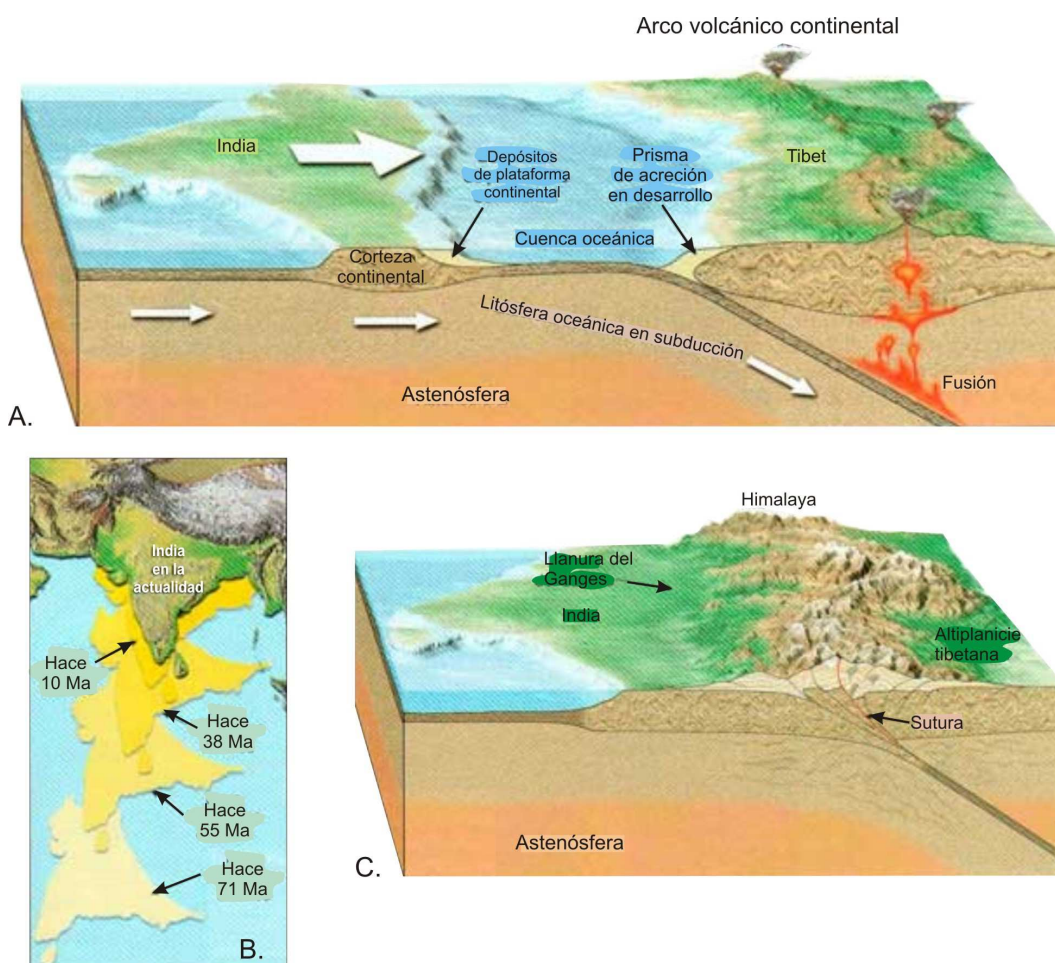 Arco volcánico continental
India
Depósitos
de plataforma
continental
Prisma
de acreción
en desarrollo
Tibet
Cuenca oceánica
Corteza
continental
Litósfera oceánica en subducción
Fusión
Astenósfera
A.
India
en la
actualidad
Hace
10 Ma
Hace
38 Ma
Hace
55 Ma
Hace
71 Ma
B.
Himalaya
Llanura del
Ganges
India
Altiplanicie
tibetana
Sutura
Astenósfera
C.